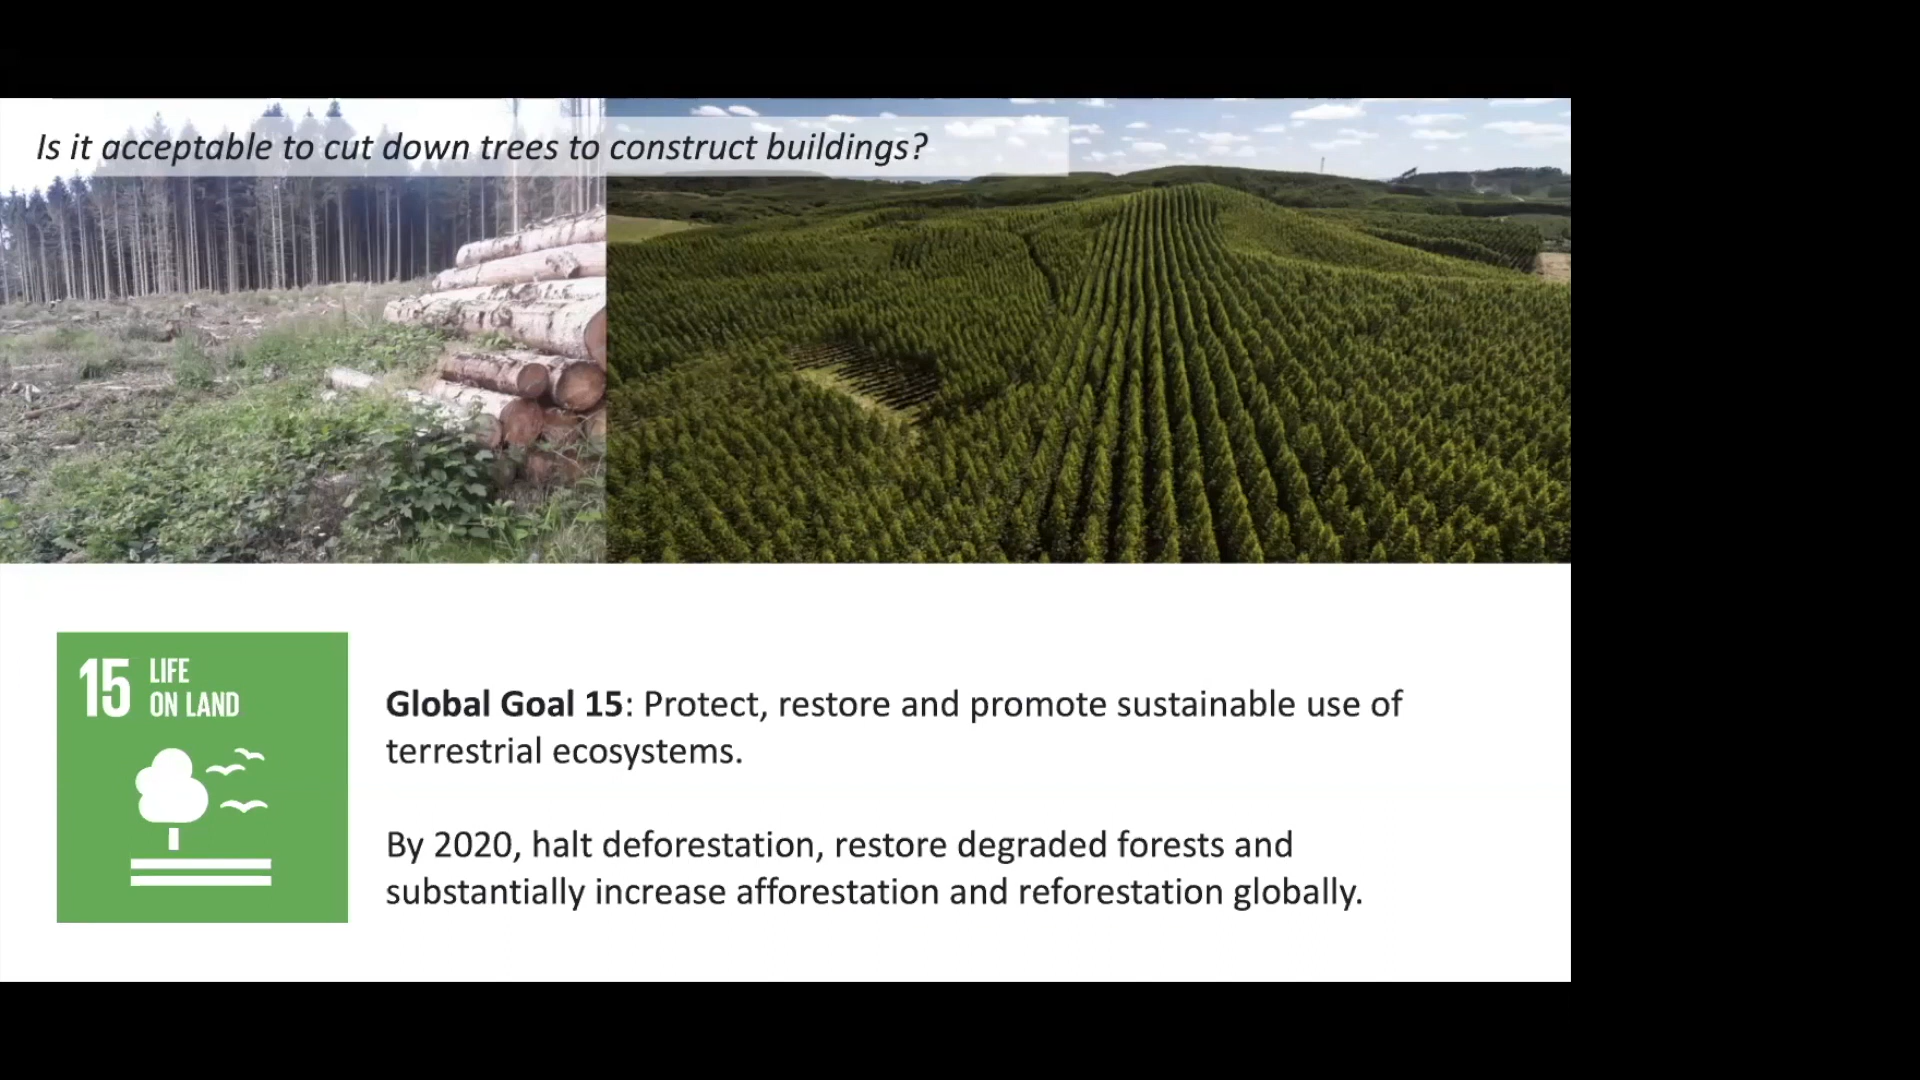 Is it acceptable to cut down trees to construct buildings?
15 LIFE
ON LAND
Global Goal 15: Protect, restore and promote sustainable use of
terrestrial ecosystems.
By 2020, halt deforestation, restore degraded forests and
substantially increase afforestation and reforestation globally.